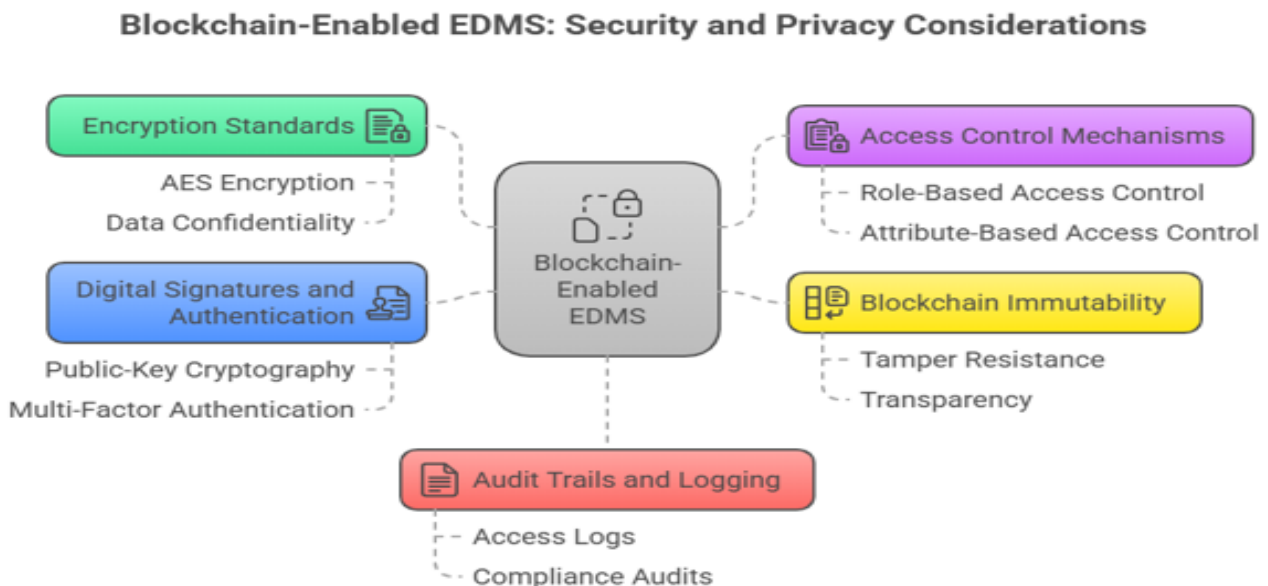 Blockchain-Enabled EDMS: Security and Privacy Considerations
Encryption Standards
AES Encryption
Data Confidentiality
Digital Signatures and
Authentication
Public-Key Cryptography
Multi-Factor Authentication
Blockchain-
Enabled
EDMS
Access Control Mechanisms
Role-Based Access Control
Attribute-Based Access Control
Blockchain Immutability
Tamper Resistance
Transparency
Audit Trails and Logging
Access Logs
Compliance Audits